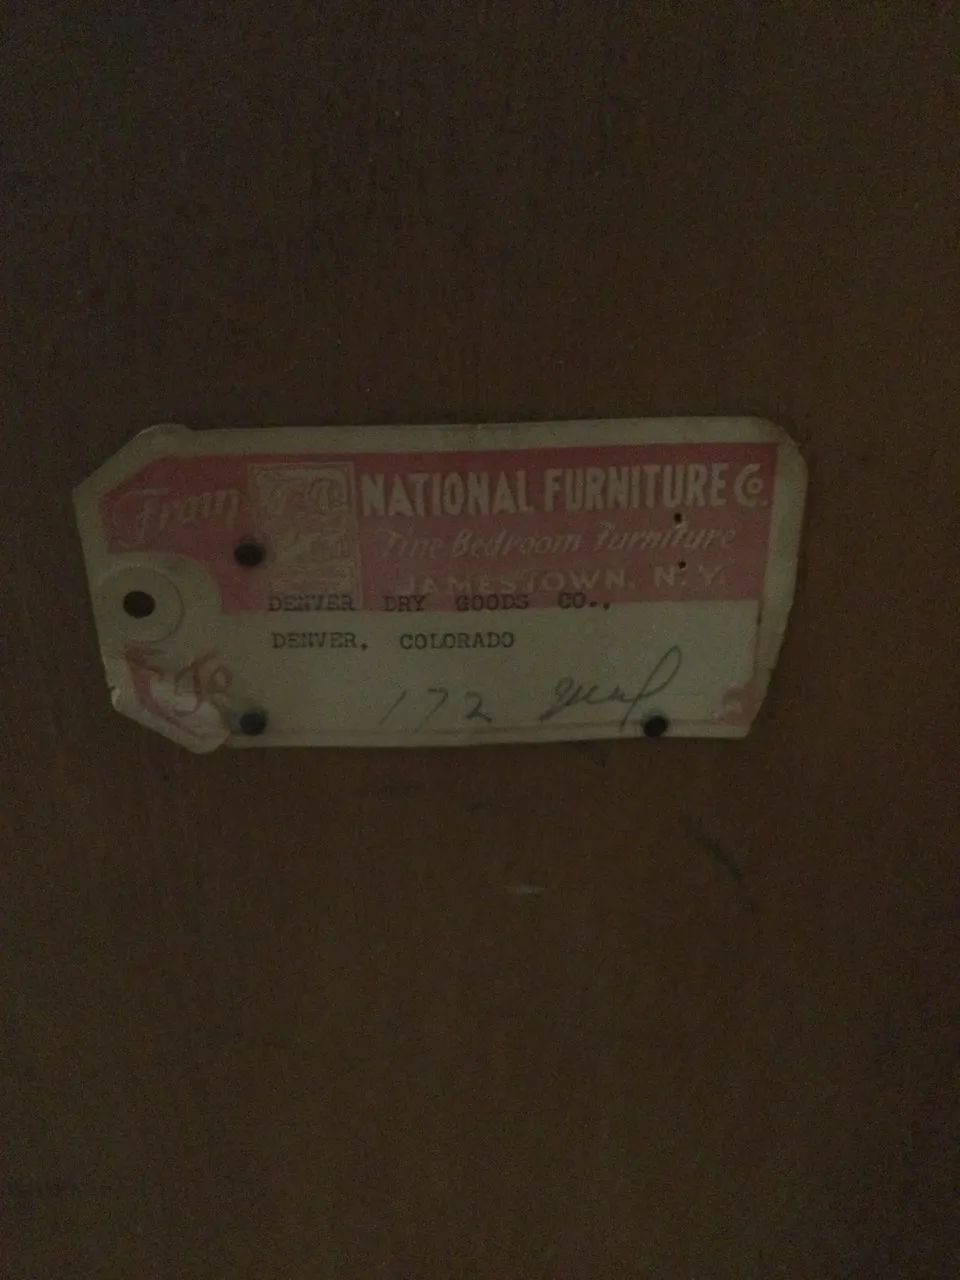 From
NATIONAL FURNITURE Co.
Fine Bedroom Furniture
JAMESTOWN, N.Y.
DENVER DRY GOODS CO.,
DENVER, COLORADO
To
172